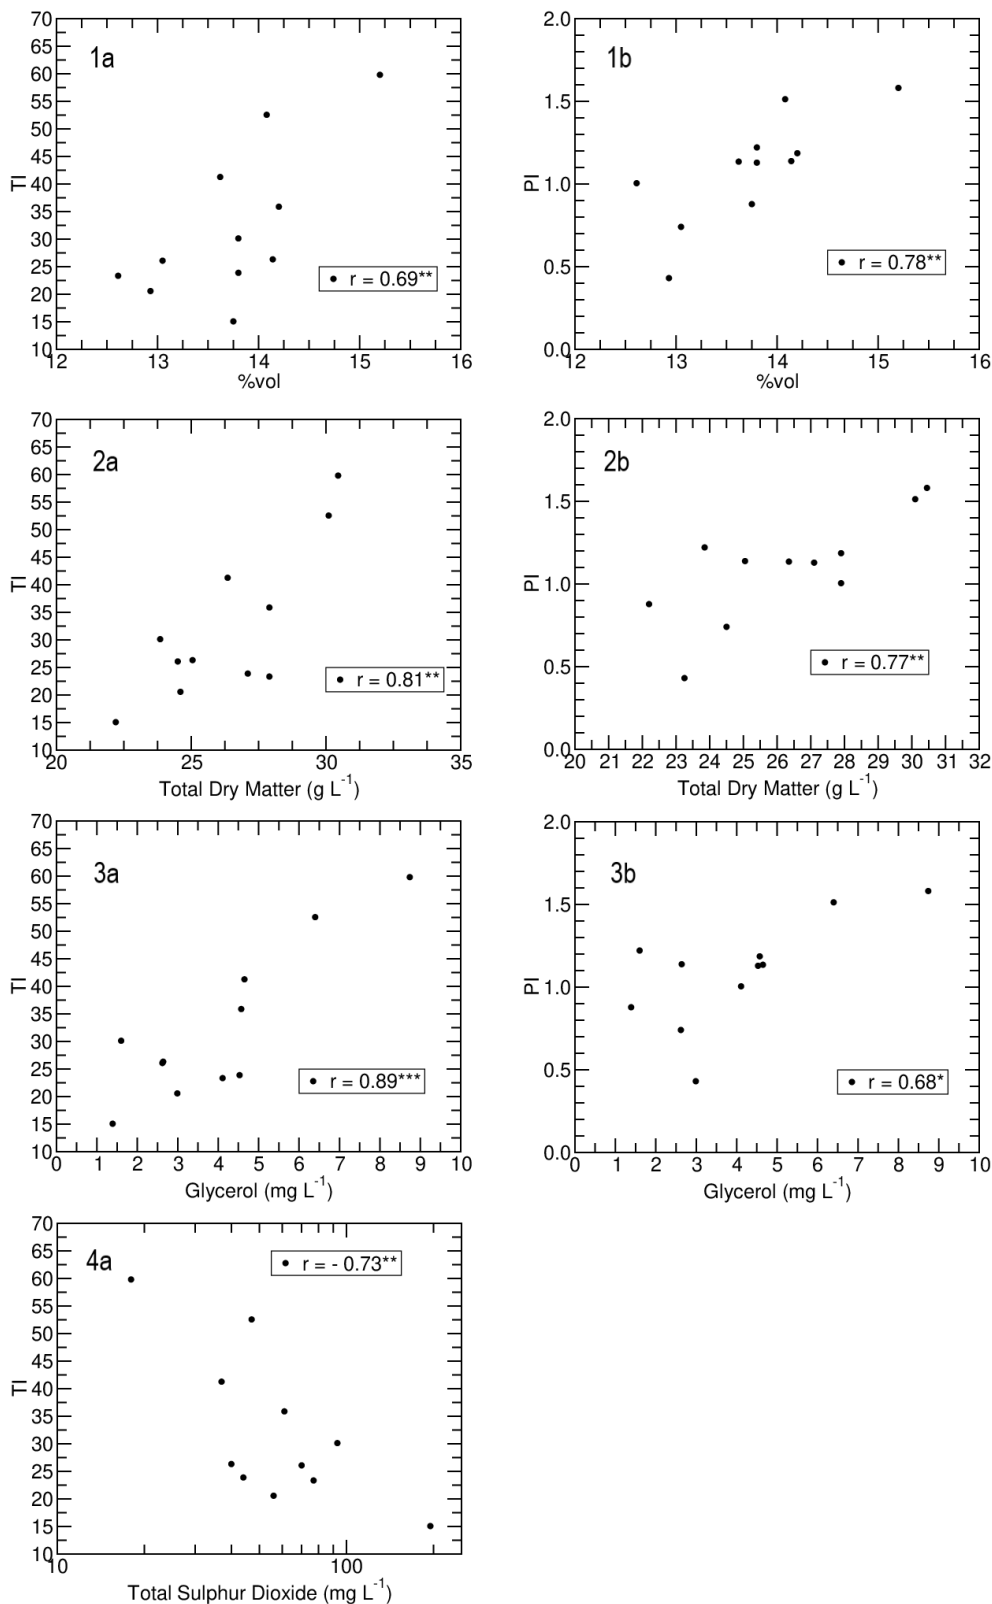 1a
TI
70
65
60
55
50
45
40
35
30
25
20
15
10
r = 0.69**
12 13 14 15 16
%vol
1b
PI
2.0
1.5
1.0
0.5
0.0
r = 0.78**
12 13 14 15 16
%vol
2a
TI
70
65
60
55
50
45
40
35
30
25
20
15
10
r = 0.81**
20 25 30 35
Total Dry Matter (g L-1)
2b
PI
2.0
1.5
1.0
0.5
0.0
r = 0.77**
20 21 22 23 24 25 26 27 28 29 30 31 32
Total Dry Matter (g L-1)
3a
TI
70
65
60
55
50
45
40
35
30
25
20
15
10
r = 0.89***
0 1 2 3 4 5 6 7 8 9 10
Glycerol (mg L-1)
3b
PI
2.0
1.5
1.0
0.5
0.0
r = 0.68*
0 1 2 3 4 5 6 7 8 9 10
Glycerol (mg L-1)
4a
TI
70
65
60
55
50
45
40
35
30
25
20
15
10
r = - 0.73**
10 100
Total Sulphur Dioxide (mg L-1)